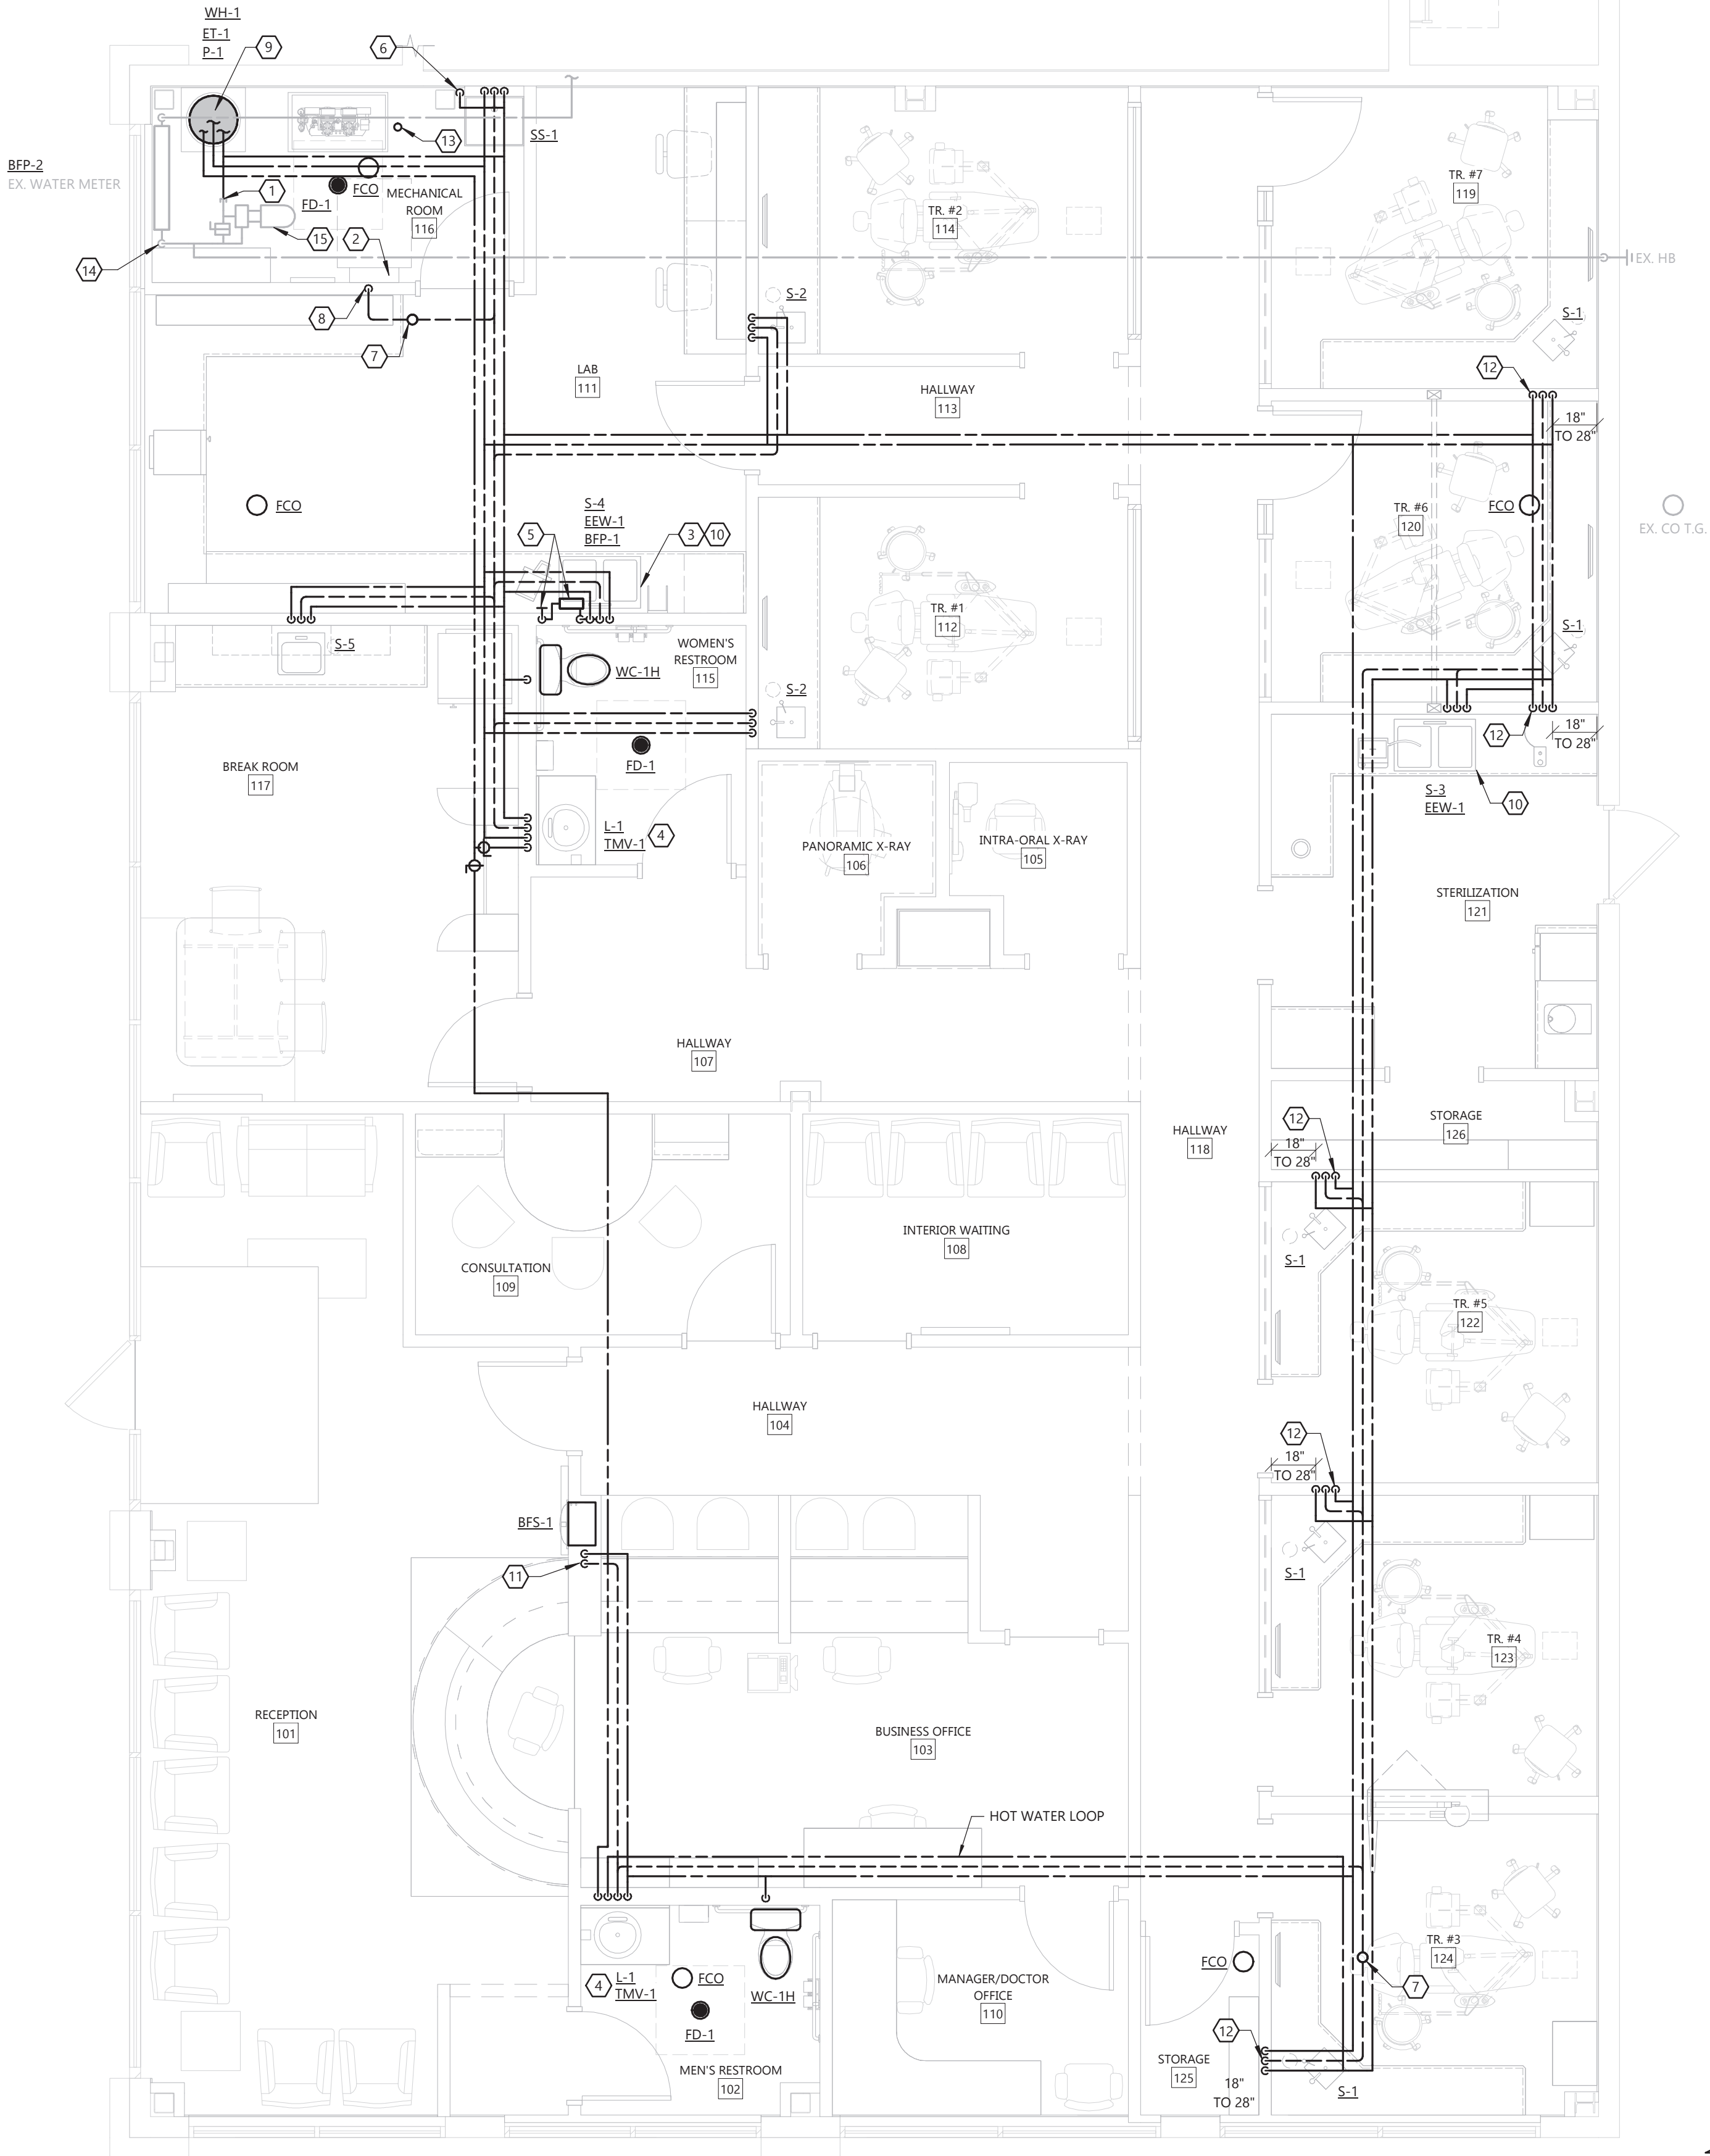 WH-1
ET-1
P-1
9
6
13
SS-1
BFP-2
EX. WATER METER
1
FCO
FD-1
MECHANICAL
ROOM
116
15
2
14
8
7
TR. #2
114
TR. #7
119
EX. HB
S-2
S-1
LAB
111
HALLWAY
113
12
18"
TO 28"
FCO
S-4
EEW-1
BFP-1
5
3
10
TR. #6
120
FCO
EX. CO T.G.
TR. #1
112
S-5
WC-1H
WOMEN'S
RESTROOM
115
S-2
S-1
FD-1
12
18"
TO 28"
BREAK ROOM
117
S-3
EEW-1
10
L-1
TMV-1
4
PANORAMIC X-RAY
106
INTRA-ORAL X-RAY
105
STERILIZATION
121
HALLWAY
107
HALLWAY
118
12
18"
TO 28"
STORAGE
126
CONSULTATION
109
INTERIOR WAITING
108
S-1
TR. #5
122
HALLWAY
104
12
18"
TO 28"
BFS-1
11
S-1
TR. #4
123
RECEPTION
101
BUSINESS OFFICE
103
HOT WATER LOOP
4
L-1
TMV-1
FCO
FD-1
WC-1H
MEN'S RESTROOM
102
MANAGER/DOCTOR
OFFICE
110
FCO
TR. #3
124
7
12
STORAGE
125
18"
TO 28"
S-1